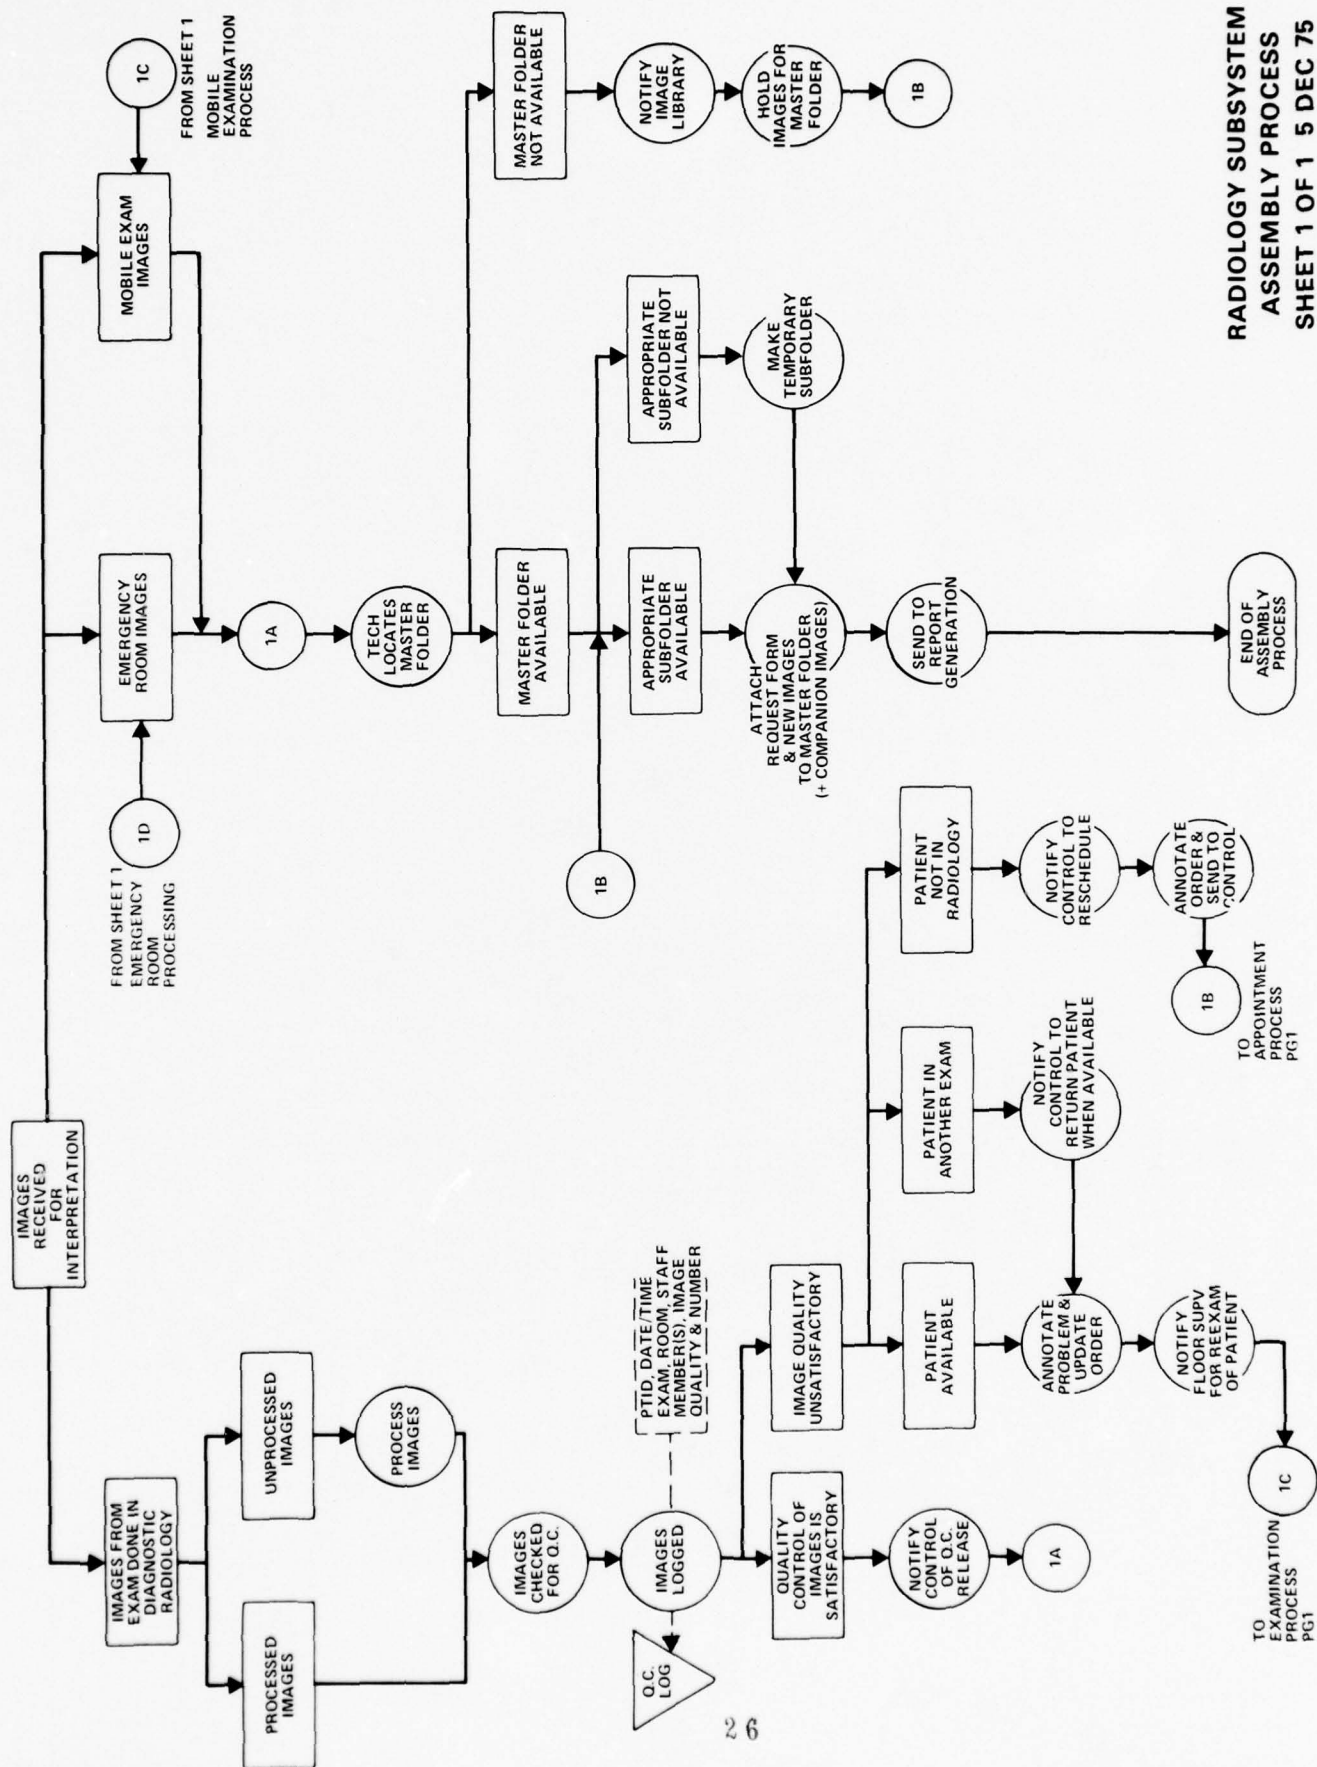 IMAGES
RECEIVED
FOR
INTERPRETATION
IMAGES FROM
EXAM DONE IN
DIAGNOSTIC
RADIOLOGY
PROCESSED
IMAGES
UNPROCESSED
IMAGES
PROCESS
IMAGES
IMAGES
CHECKED
FOR Q.C.
IMAGES
LOGGED
Q.C.
LOG
PTID, DATE/TIME
EXAM, ROOM, STAFF
MEMBER(S), IMAGE
QUALITY & NUMBER
QUALITY
CONTROL OF
IMAGES IS
SATISFACTORY
NOTIFY
CONTROL
OF Q.C.
RELEASE
1A
IMAGE QUALITY
UNSATISFACTORY
PATIENT
AVAILABLE
ANNOTATE
PROBLEM &
UPDATE
ORDER
NOTIFY
FLOOR SUPV
FOR REEXAM
OF PATIENT
1C
TO
EXAMINATION
PROCESS
PG1
PATIENT IN
ANOTHER EXAM
NOTIFY
CONTROL TO
RETURN PATIENT
WHEN AVAILABLE
PATIENT
NOT IN
RADIOLOGY
NOTIFY
CONTROL TO
RESCHEDULE
ANNOTATE
ORDER &
SEND TO
CONTROL
1B
TO
APPOINTMENT
PROCESS
PG1
FROM SHEET 1
EMERGENCY
ROOM
PROCESSING
1D
EMERGENCY
ROOM IMAGES
MOBILE EXAM
IMAGES
1C
FROM SHEET 1
MOBILE
EXAMINATION
PROCESS
1A
TECH
LOCATES
MASTER
FOLDER
MASTER FOLDER
AVAILABLE
MASTER FOLDER
NOT AVAILABLE
NOTIFY
IMAGE
LIBRARY
HOLD
IMAGES FOR
MASTER
FOLDER
1B
1B
APPROPRIATE
SUBFOLDER
AVAILABLE
APPROPRIATE
SUBFOLDER NOT
AVAILABLE
MAKE
TEMPORARY
SUBFOLDER
ATTACH
REQUEST FORM
& NEW IMAGES
TO MASTER FOLDER
(+ COMPANION IMAGES)
SEND TO
REPORT
GENERATION
END OF
ASSEMBLY
PROCESS
RADIOLOGY SUBSYSTEM
ASSEMBLY PROCESS
SHEET 1 OF 1 5 DEC 75
26